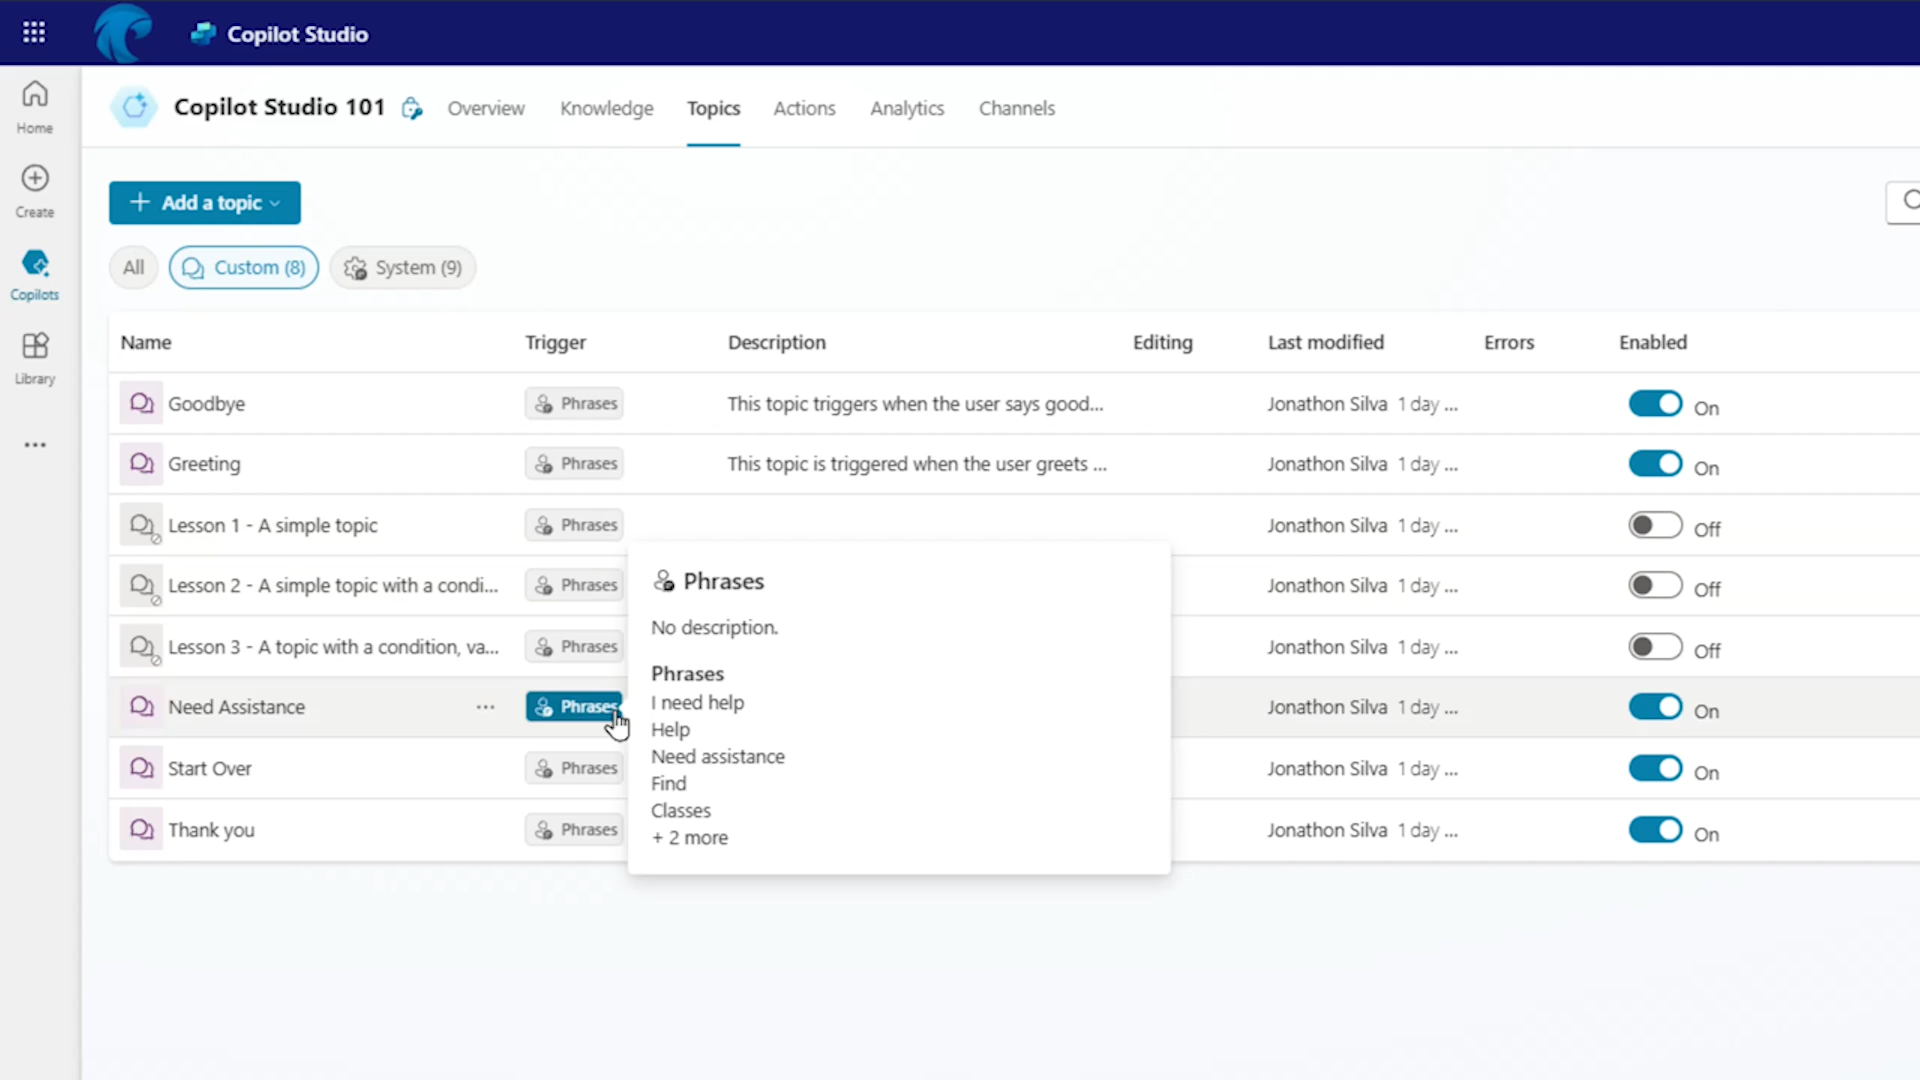 Copilot Studio
Home
Create
Copilots
Library
Copilot Studio 101
Overview Knowledge Topics Actions Analytics Channels
Add a topic
All Custom (8) System (9)
Name Trigger Description Editing Last modified Errors Enabled
Goodbye Phrases This topic triggers when the user says good... Jonathon Silva 1 day ... On
Greeting Phrases This topic is triggered when the user greets ... Jonathon Silva 1 day ... On
Lesson 1 - A simple topic Phrases Jonathon Silva 1 day ... Off
Lesson 2 - A simple topic with a condi... Phrases Jonathon Silva 1 day ... Off
Lesson 3 - A topic with a condition, va... Phrases Jonathon Silva 1 day ... Off
Need Assistance ... Phrases Jonathon Silva 1 day ... On
Start Over Phrases Jonathon Silva 1 day ... On
Thank you Phrases Jonathon Silva 1 day ... On
Phrases
No description.
Phrases
I need help
Help
Need assistance
Find
Classes
+ 2 more